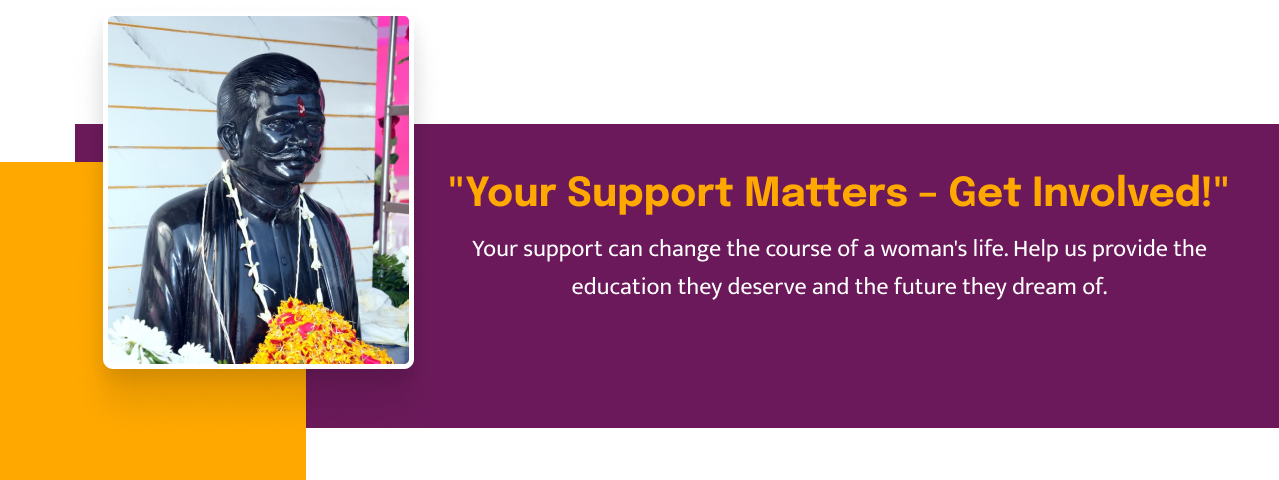 "Your Support Matters – Get Involved!"
Your support can change the course of a woman's life. Help us provide the
education they deserve and the future they dream of.